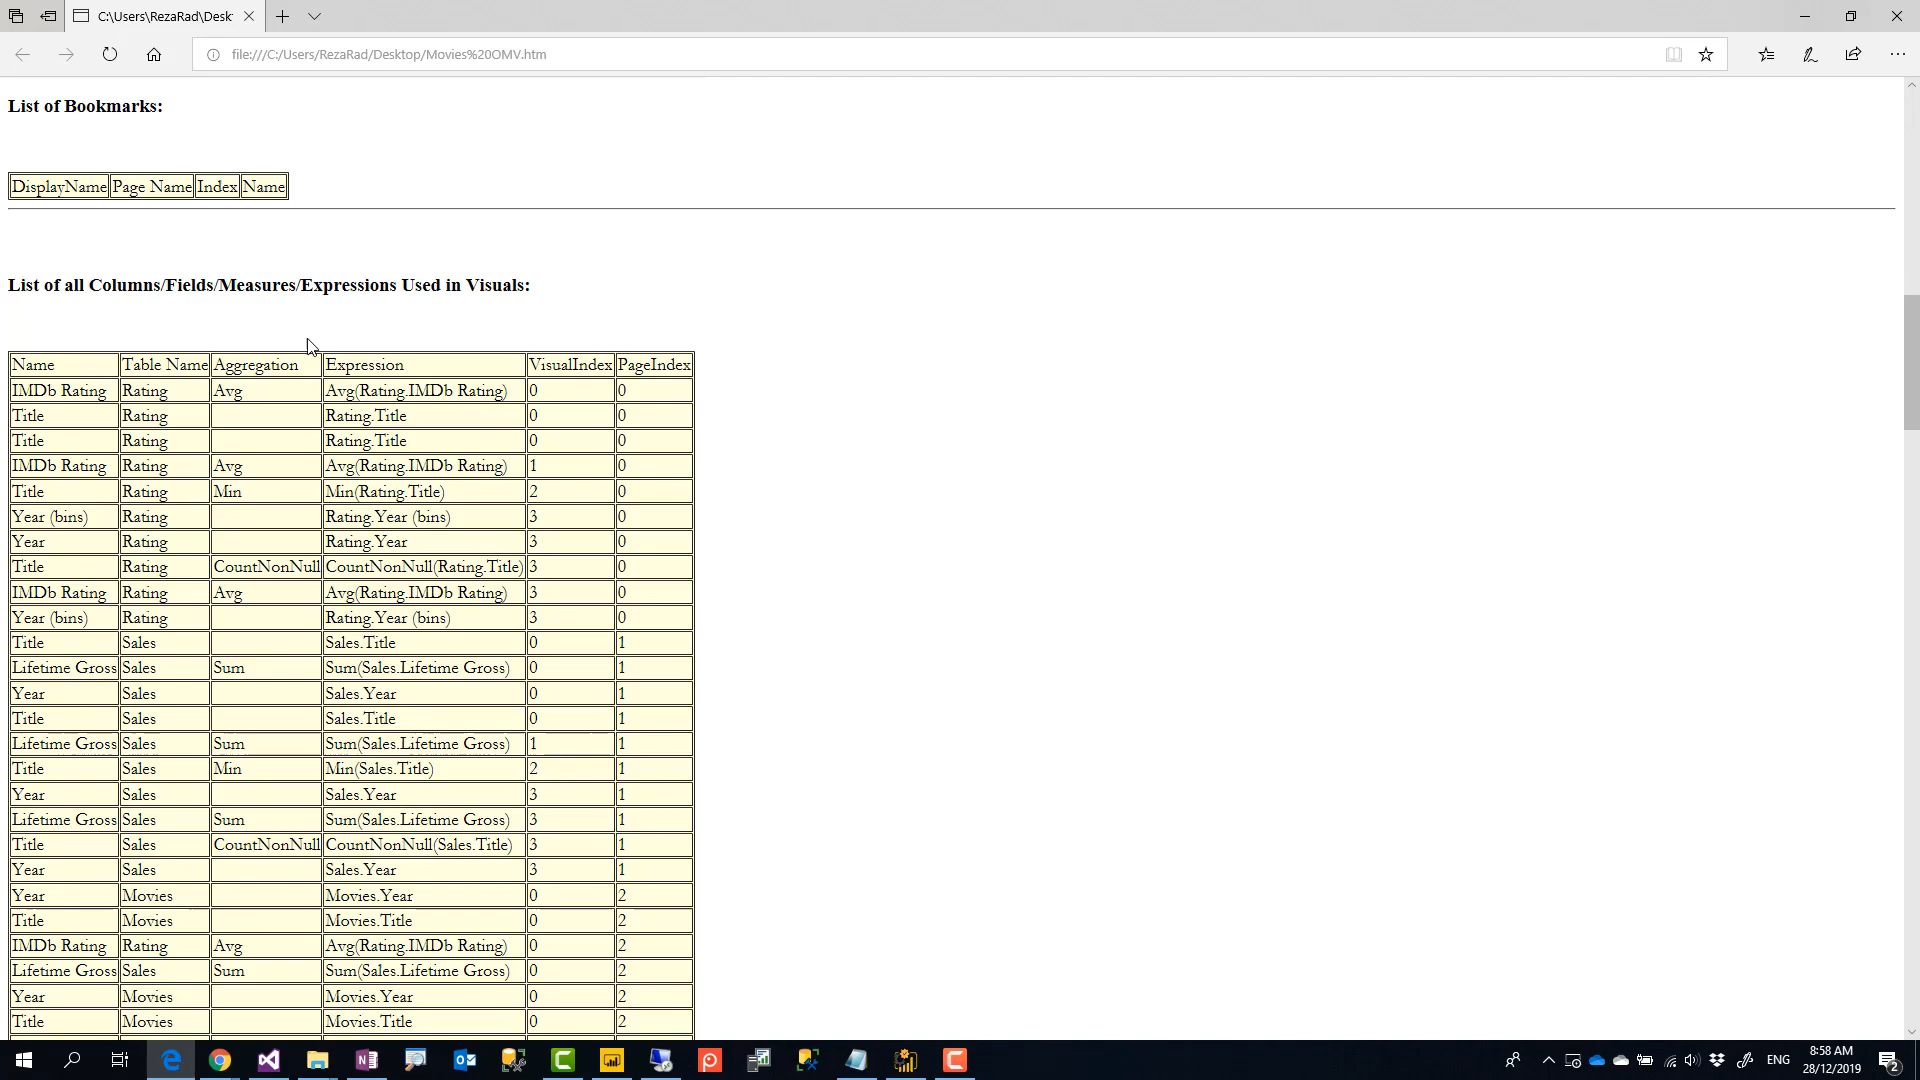 C:\Users\RezaRad\Desk
file:///C:/Users/RezaRad/Desktop/Movies%20OMV.htm
List of Bookmarks:
DisplayName Page Name Index Name
List of all Columns/Fields/Measures/Expressions Used in Visuals:
Name Table Name Aggregation Expression VisualIndex PageIndex
IMDb Rating Rating Avg Avg(Rating.IMDb Rating) 0 0
Title Rating Rating.Title 0 0
Title Rating Rating.Title 0 0
IMDb Rating Rating Avg Avg(Rating.IMDb Rating) 1 0
Title Rating Min Min(Rating.Title) 2 0
Year (bins) Rating Rating.Year (bins) 3 0
Year Rating Rating.Year 3 0
Title Rating CountNonNull CountNonNull(Rating.Title) 3 0
IMDb Rating Rating Avg Avg(Rating.IMDb Rating) 3 0
Year (bins) Rating Rating.Year (bins) 3 0
Title Sales Sales.Title 0 1
Lifetime Gross Sales Sum Sum(Sales.Lifetime Gross) 0 1
Year Sales Sales.Year 0 1
Title Sales Sales.Title 0 1
Lifetime Gross Sales Sum Sum(Sales.Lifetime Gross) 1 1
Title Sales Min Min(Sales.Title) 2 1
Year Sales Sales.Year 3 1
Lifetime Gross Sales Sum Sum(Sales.Lifetime Gross) 3 1
Title Sales CountNonNull CountNonNull(Sales.Title) 3 1
Year Sales Sales.Year 3 1
Year Movies Movies.Year 0 2
Title Movies Movies.Title 0 2
IMDb Rating Rating Avg Avg(Rating.IMDb Rating) 0 2
Lifetime Gross Sales Sum Sum(Sales.Lifetime Gross) 0 2
Year Movies Movies.Year 0 2
Title Movies Movies.Title 0 2
ENG
8:58 AM
28/12/2019
2